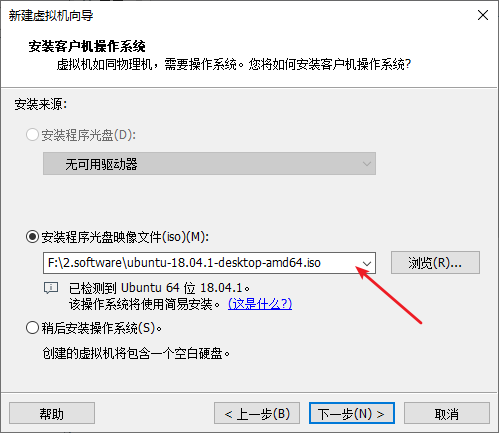 新建虚拟机向导
安装客户机操作系统
虚拟机如同物理机，需要操作系统。您将如何安装客户机操作系统?
安装来源:
安装程序光盘(D):
无可用驱动器
安装程序光盘映像文件(iso)(M):
F:\2.software\ubuntu-18.04.1-desktop-amd64.iso
浏览(R)...
已检测到 Ubuntu 64 位 18.04.1。
该操作系统将使用简易安装。(这是什么?)
稍后安装操作系统(S)。
创建的虚拟机将包含一个空白硬盘。
帮助
< 上一步(B)
下一步(N) >
取消